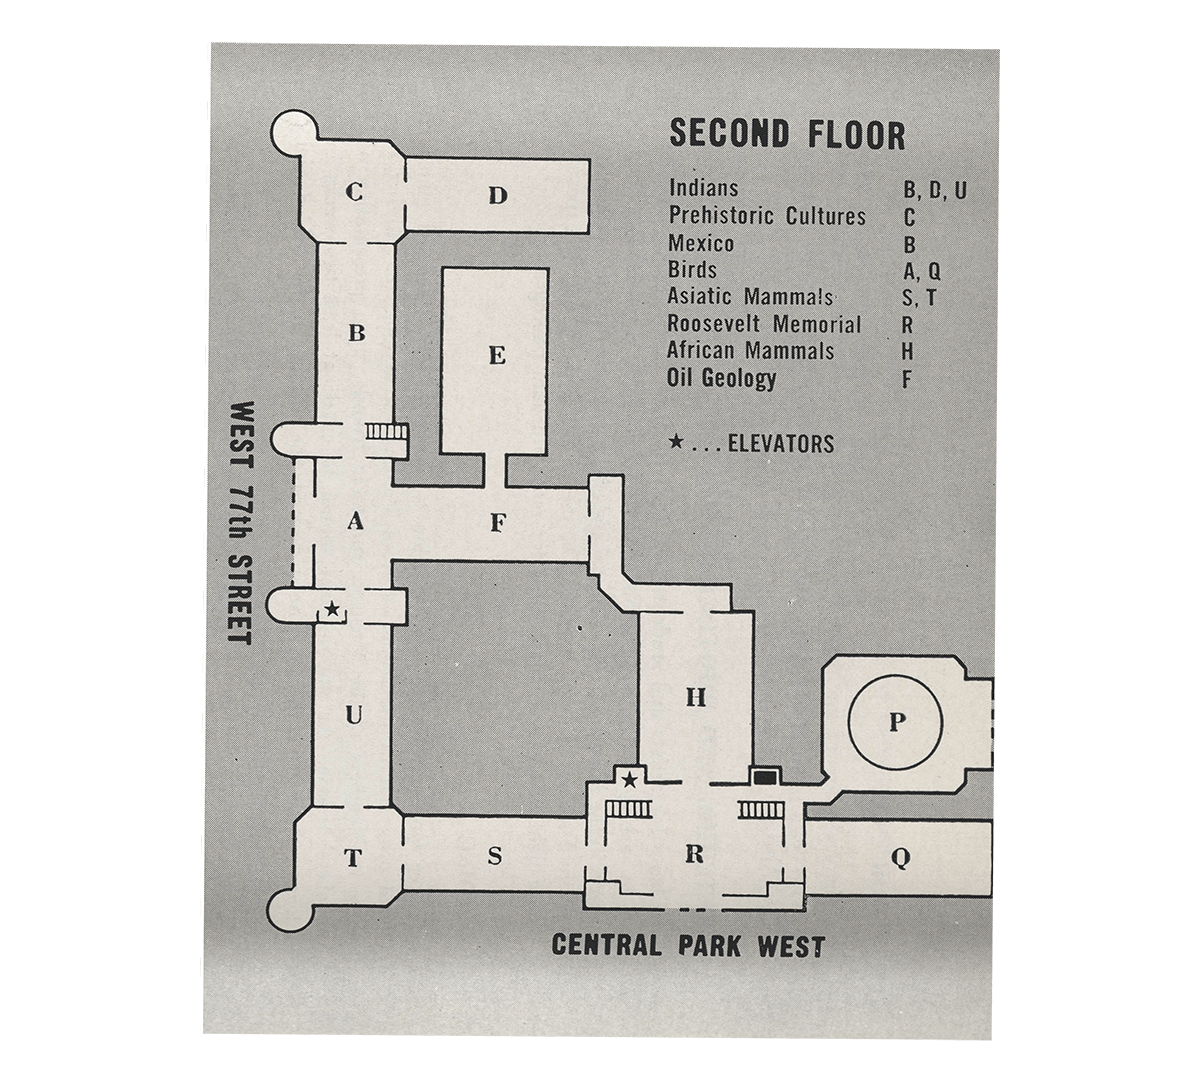 SECOND FLOOR
Indians B, D, U
Prehistoric Cultures C
Mexico B
Birds A, Q
Asiatic Mammals S, T
Roosevelt Memorial R
African Mammals H
Oil Geology F
★ ... ELEVATORS
C
D
B
E
WEST 77th STREET
A
F
★
U
H
P
★
T
S
R
Q
CENTRAL PARK WEST